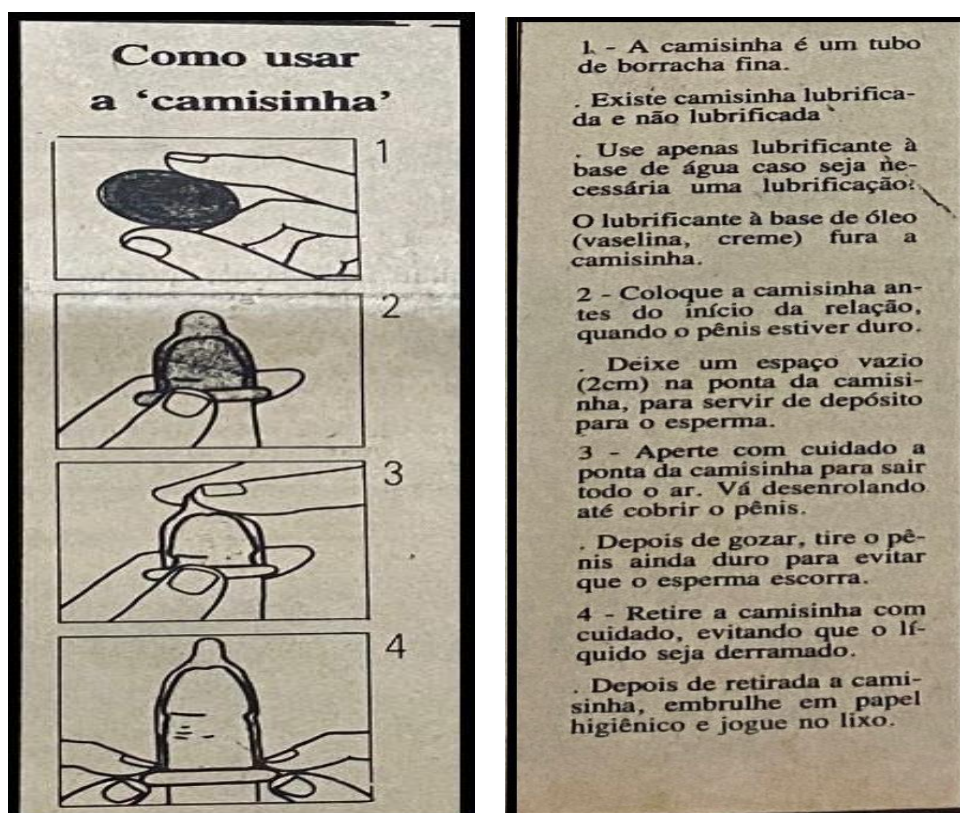 Como usar
a ‘camisinha’
1
2
3
4
1 - A camisinha é um tubo
de borracha fina.
. Existe camisinha lubrifica-
da e não lubrificada
. Use apenas lubrificante à
base de água caso seja ne-
cessária uma lubrificação.
O lubrificante à base de óleo
(vaselina, creme) fura a
camisinha.
2 - Coloque a camisinha an-
tes do início da relação,
quando o pênis estiver duro.
. Deixe um espaço vazio
(2cm) na ponta da camisi-
nha, para servir de depósito
para o esperma.
3 - Aperte com cuidado a
ponta da camisinha para sair
todo o ar. Vá desenrolando
até cobrir o pênis.
. Depois de gozar, tire o pê-
nis ainda duro para evitar
que o esperma escorra.
4 - Retire a camisinha com
cuidado, evitando que o lí-
quido seja derramado.
. Depois de retirada a cami-
sinha, embrulhe em papel
higiênico e jogue no lixo.